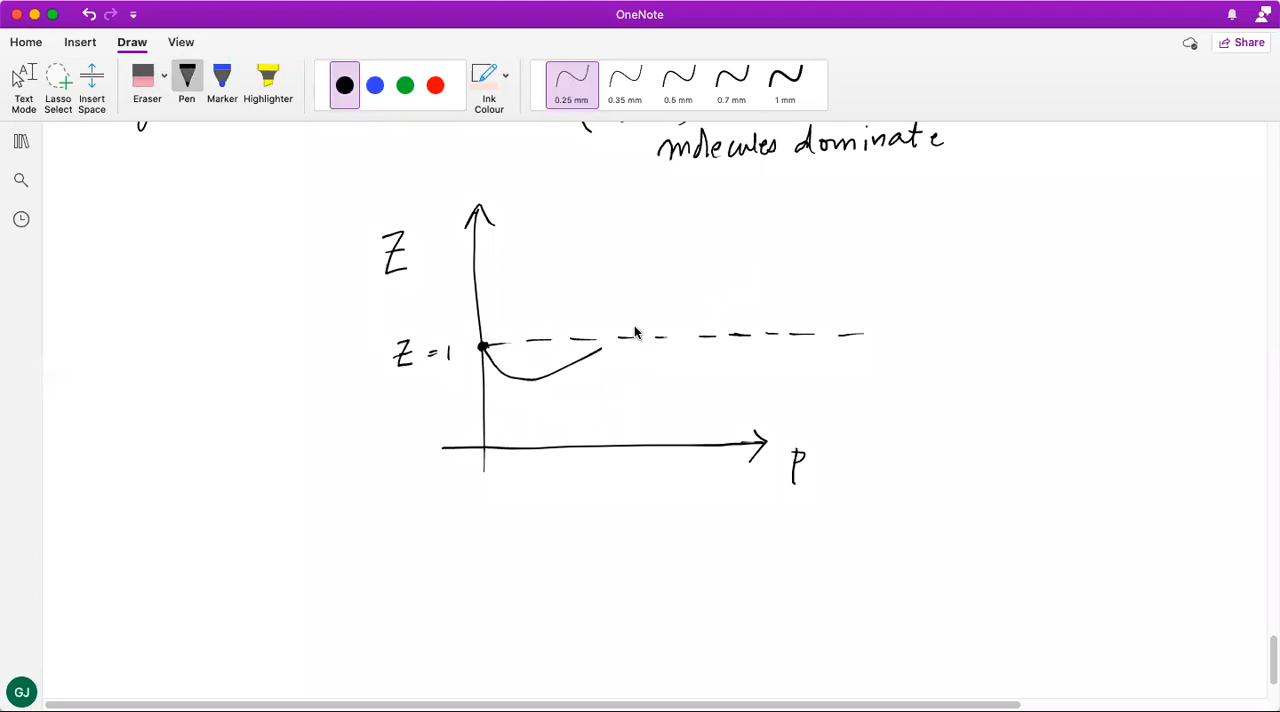 OneNote
Home Insert Draw View
Share
Text Mode
Lasso Select
Insert Space
Eraser
Pen
Marker
Highlighter
Ink Colour
0.25 mm
0.35 mm
0.5 mm
0.7 mm
1 mm
molecules dominate
Z
Z = 1
p
GJ